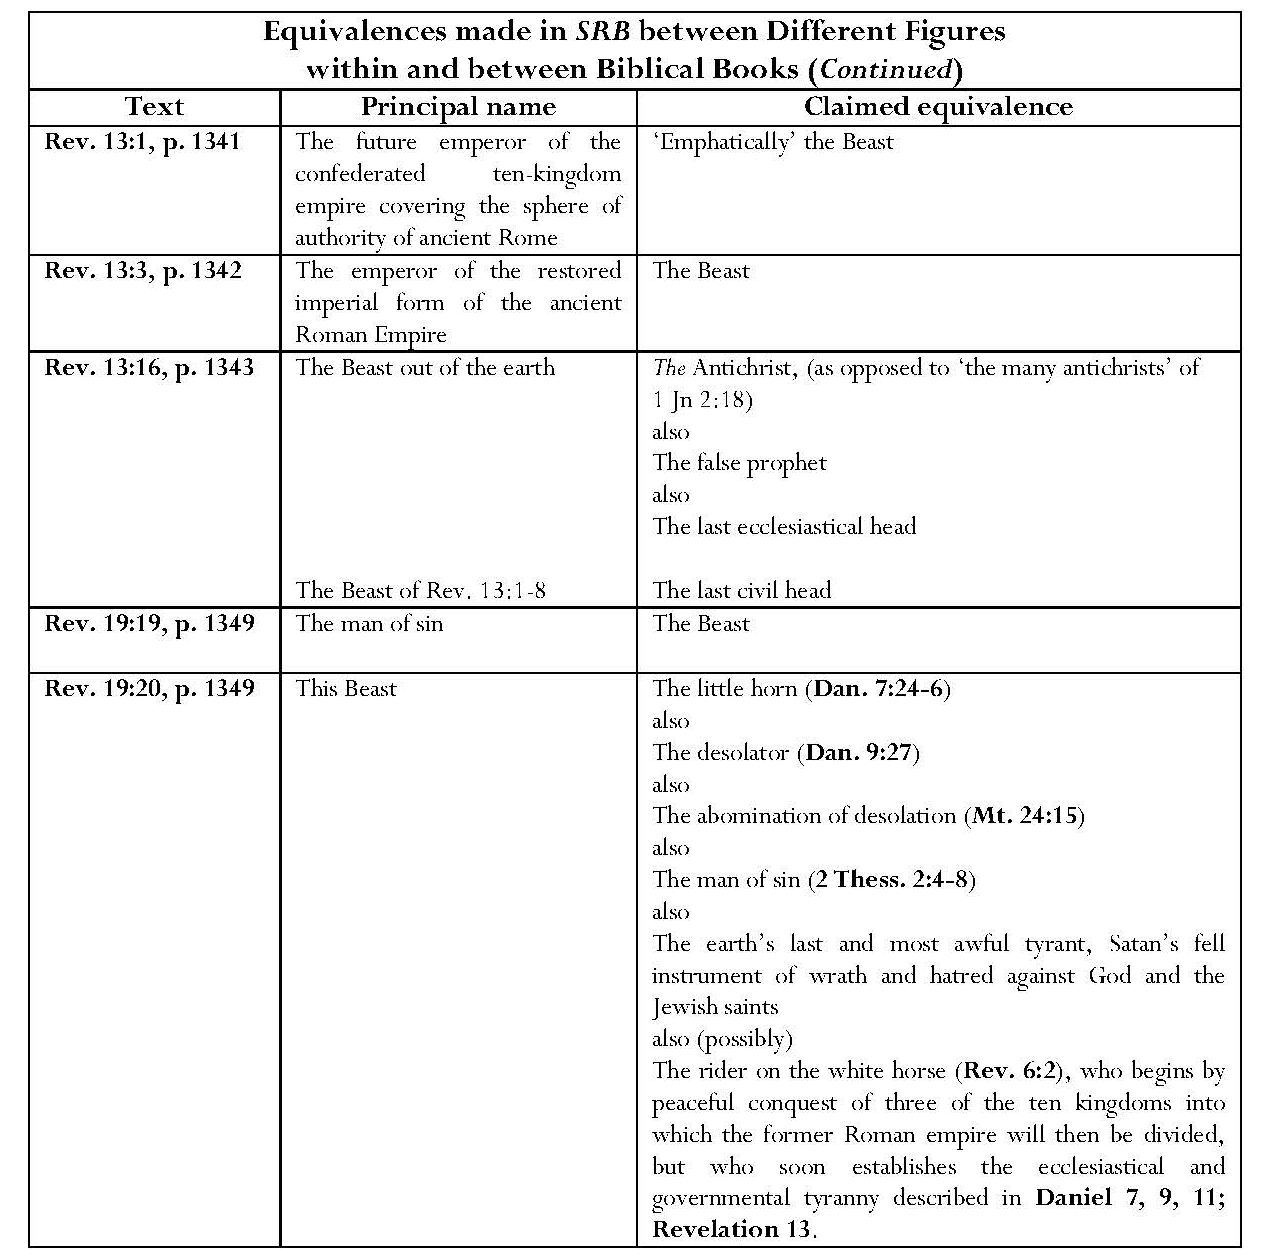 Equivalences made in SRB between Different Figures
within and between Biblical Books (Continued)
Text
Principal name
Claimed equivalence
Rev. 13:1, p. 1341
The future emperor of the
confederated ten-kingdom
empire covering the sphere of
authority of ancient Rome
‘Emphatically’ the Beast
Rev. 13:3, p. 1342
The emperor of the restored
imperial form of the ancient
Roman Empire
The Beast
Rev. 13:16, p. 1343
The Beast out of the earth
The Antichrist, (as opposed to ‘the many antichrists’ of
1 Jn 2:18)
also
The false prophet
also
The last ecclesiastical head
The Beast of Rev. 13:1-8
The last civil head
Rev. 19:19, p. 1349
The man of sin
The Beast
Rev. 19:20, p. 1349
This Beast
The little horn (Dan. 7:24-6)
also
The desolator (Dan. 9:27)
also
The abomination of desolation (Mt. 24:15)
also
The man of sin (2 Thess. 2:4-8)
also
The earth’s last and most awful tyrant, Satan’s fell
instrument of wrath and hatred against God and the
Jewish saints
also (possibly)
The rider on the white horse (Rev. 6:2), who begins by
peaceful conquest of three of the ten kingdoms into
which the former Roman empire will then be divided,
but who soon establishes the ecclesiastical and
governmental tyranny described in Daniel 7, 9, 11;
Revelation 13.